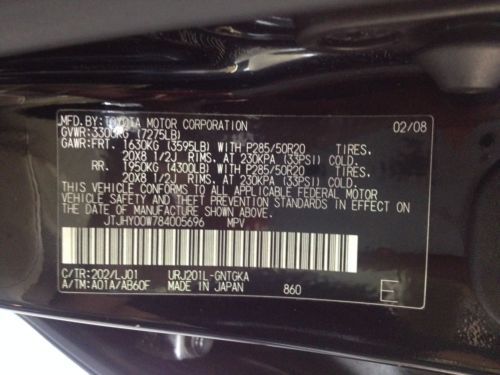 MFD.BY:TOYOTA MOTOR CORPORATION 02/08
GVWR:3300KG (7275LB)
GAWR:FRT. 1630KG (3595LB) WITH P285/50R20 TIRES.
20X8 1/2J RIMS. AT 230KPA (33PSI) COLD.
RR. 1950KG (4300LB) WITH P285/50R20 TIRES.
20X8 1/2J RIMS. AT 230KPA (33PSI) COLD.
THIS VEHICLE CONFORMS TO ALL APPLICABLE FEDERAL MOTOR
VEHICLE SAFETY AND THEFT PREVENTION STANDARDS IN EFFECT ON
THE DATE OF MANUFACTURE SHOWN ABOVE.
JTJHY00W784005696 MPV
C/TR:202/LJ01 URJ201L-GNTGKA
A/TM:A01A/AB60F MADE IN JAPAN 860 E